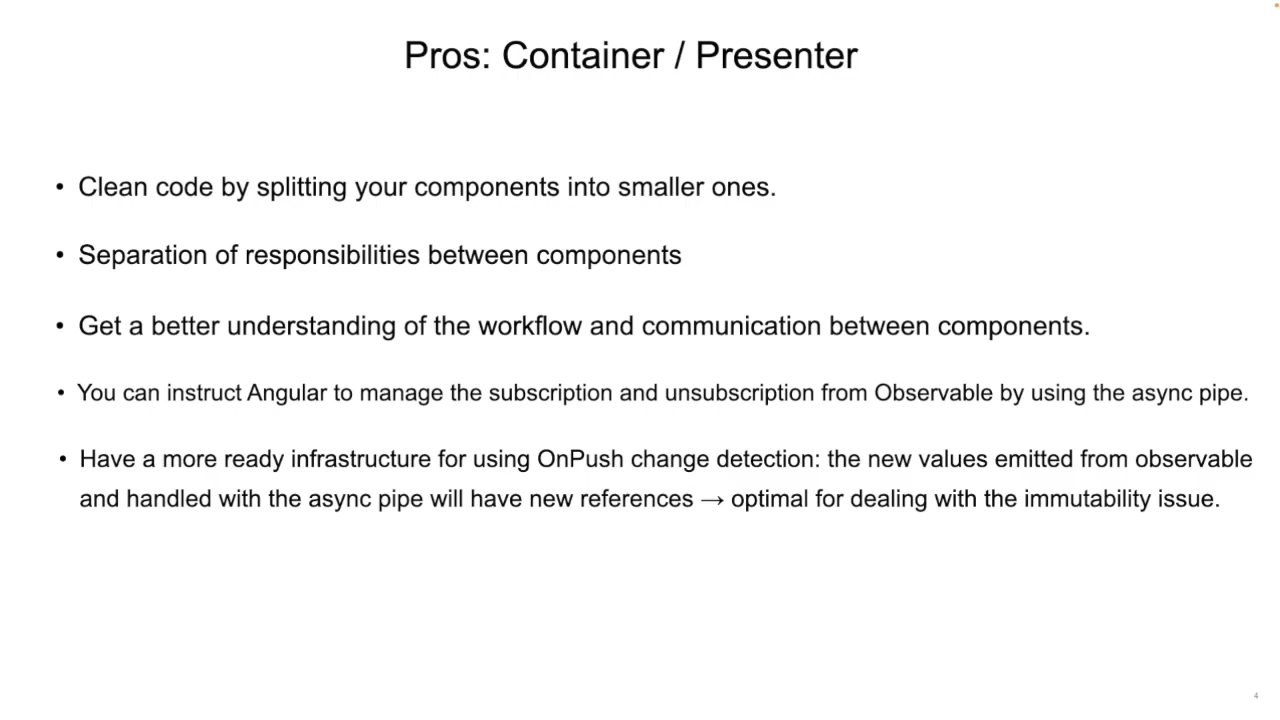 Pros: Container / Presenter
• Clean code by splitting your components into smaller ones.
• Separation of responsibilities between components
• Get a better understanding of the workflow and communication between components.
• You can instruct Angular to manage the subscription and unsubscription from Observable by using the async pipe.
• Have a more ready infrastructure for using OnPush change detection: the new values emitted from observable
and handled with the async pipe will have new references → optimal for dealing with the immutability issue.
4